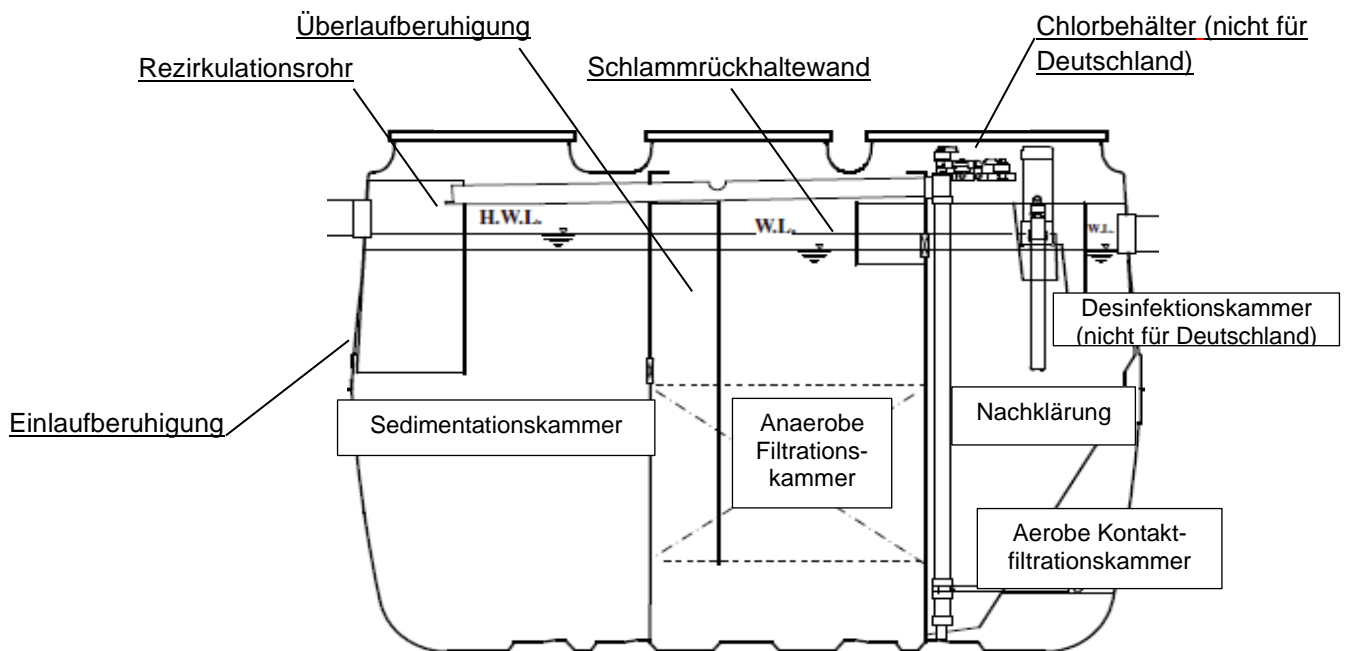 Überlaufberuhigung
Chlorbehälter (nicht für
Deutschland)
Rezirkulationsrohr
Schlammrückhaltewand
H.W.L.
W.L.
W.L.
Desinfektionskammer
(nicht für Deutschland)
Einlaufberuhigung
Sedimentationskammer
Anaerobe
Filtrations-
kammer
Nachklärung
Aerobe Kontakt-
filtrationskammer